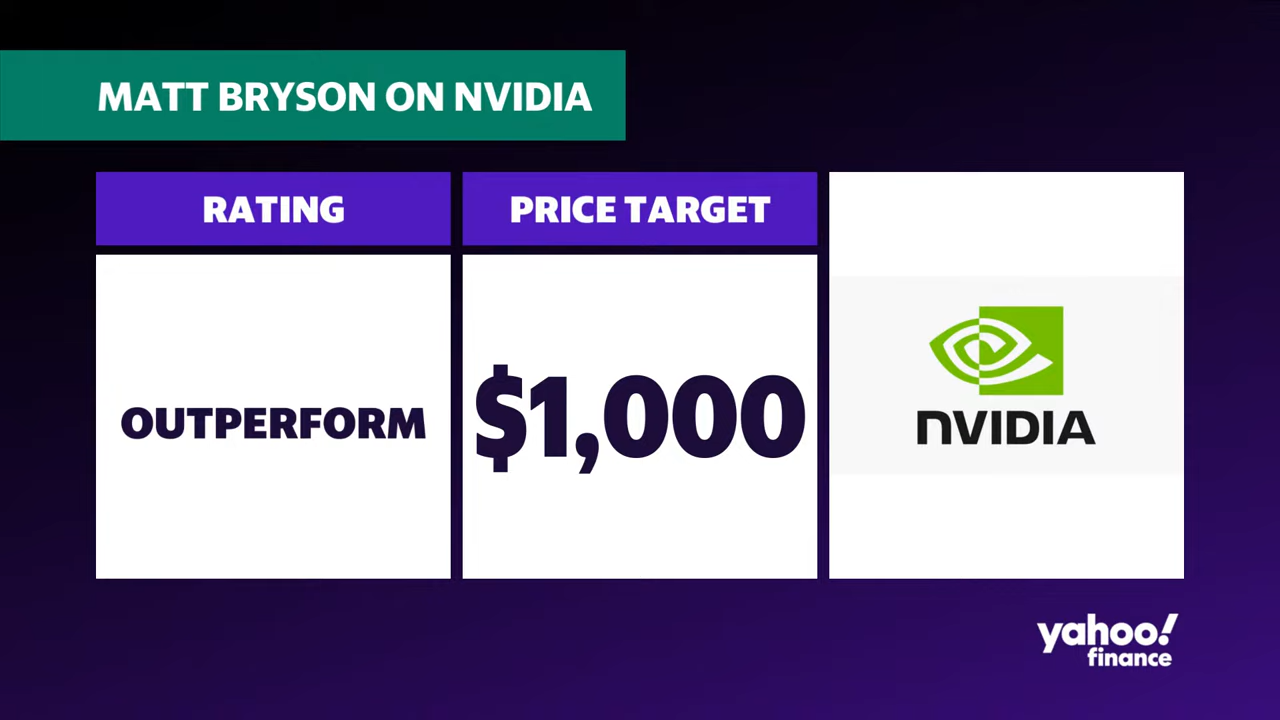 MATT BRYSON ON NVIDIA
RATING
PRICE TARGET
OUTPERFORM
$1,000
NVIDIA
yahoo!
finance